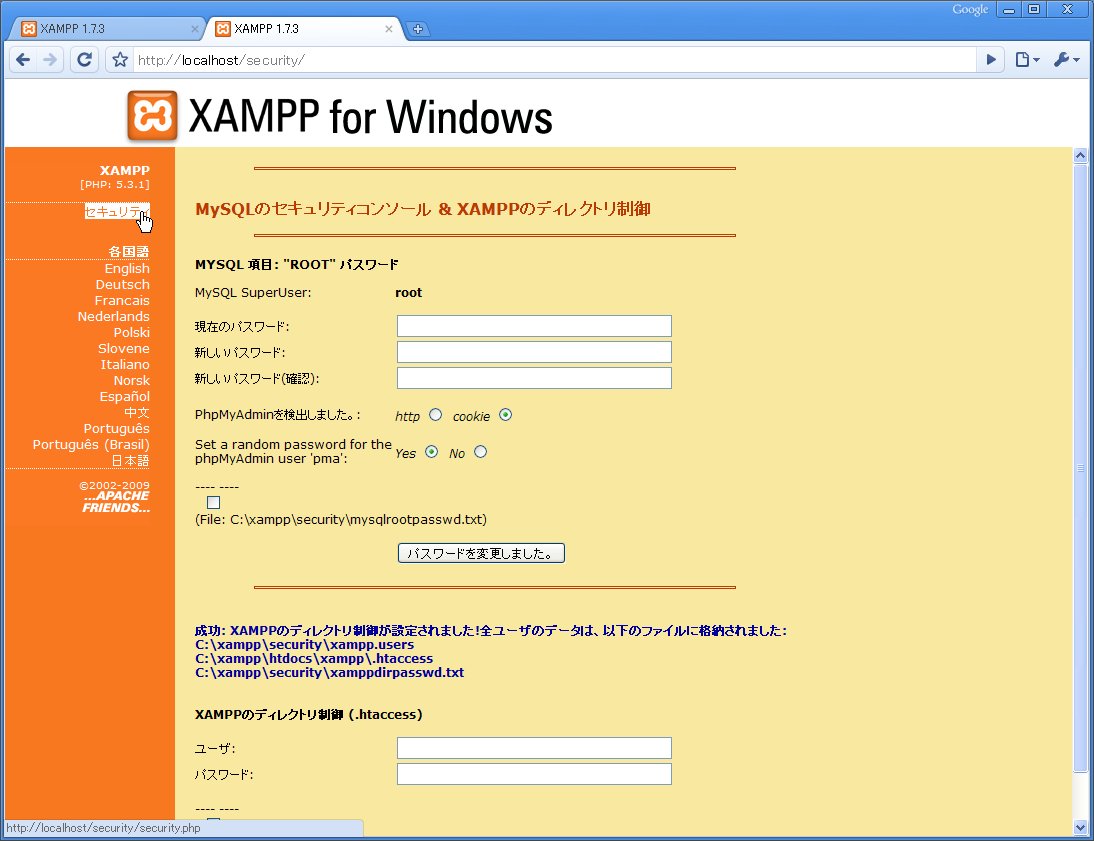 Google
XAMPP 1.7.3
XAMPP 1.7.3
http://localhost/security/
XAMPP for Windows
XAMPP
[PHP: 5.3.1]
セキュリティ
各国語
English
Deutsch
Francais
Nederlands
Polski
Slovene
Italiano
Norsk
Español
中文
Português
Português (Brasil)
日本語
©2002-2009
...APACHE
FRIENDS...
MySQLのセキュリティコンソール & XAMPPのディレクトリ制御
MYSQL 項目: "ROOT" パスワード
MySQL SuperUser: root
現在のパスワード:
新しいパスワード:
新しいパスワード(確認):
PhpMyAdminを検出しました。: http cookie
Set a random password for the
phpMyAdmin user 'pma': Yes No
---- ----
(File: C:\xampp\security\mysqlrootpasswd.txt)
パスワードを変更しました。
成功: XAMPPのディレクトリ制御が設定されました!全ユーザのデータは、以下のファイルに格納されました:
C:\xampp\security\xampp.users
C:\xampp\htdocs\xampp\.htaccess
C:\xampp\security\xamppdirpasswd.txt
XAMPPのディレクトリ制御 (.htaccess)
ユーザ:
パスワード:
---- ----
http://localhost/security/security.php